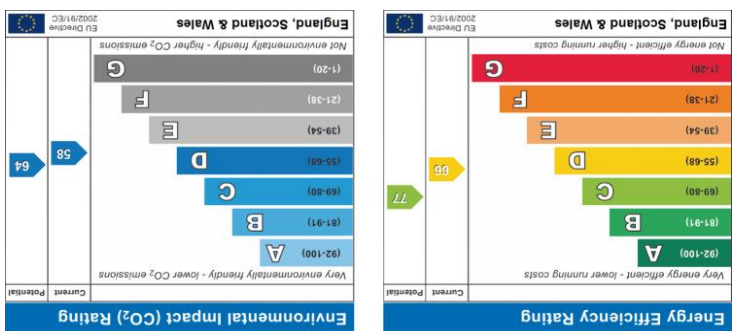 Energy Efficiency Rating
Current Potential
Very energy efficient - lower running costs
(92-100) A
(81-91) B
(69-80) C
77
(55-68) D
66
(39-54) E
(21-38) F
(1-20) G
Not energy efficient - higher running costs
England, Scotland & Wales
EU Directive
2002/91/EC
Environmental Impact (CO₂) Rating
Current Potential
Very environmentally friendly - lower CO₂ emissions
(92-100) A
(81-91) B
(69-80) C
(55-68) D
64
58
(39-54) E
(21-38) F
(1-20) G
Not environmentally friendly - higher CO₂ emissions
England, Scotland & Wales
EU Directive
2002/91/EC